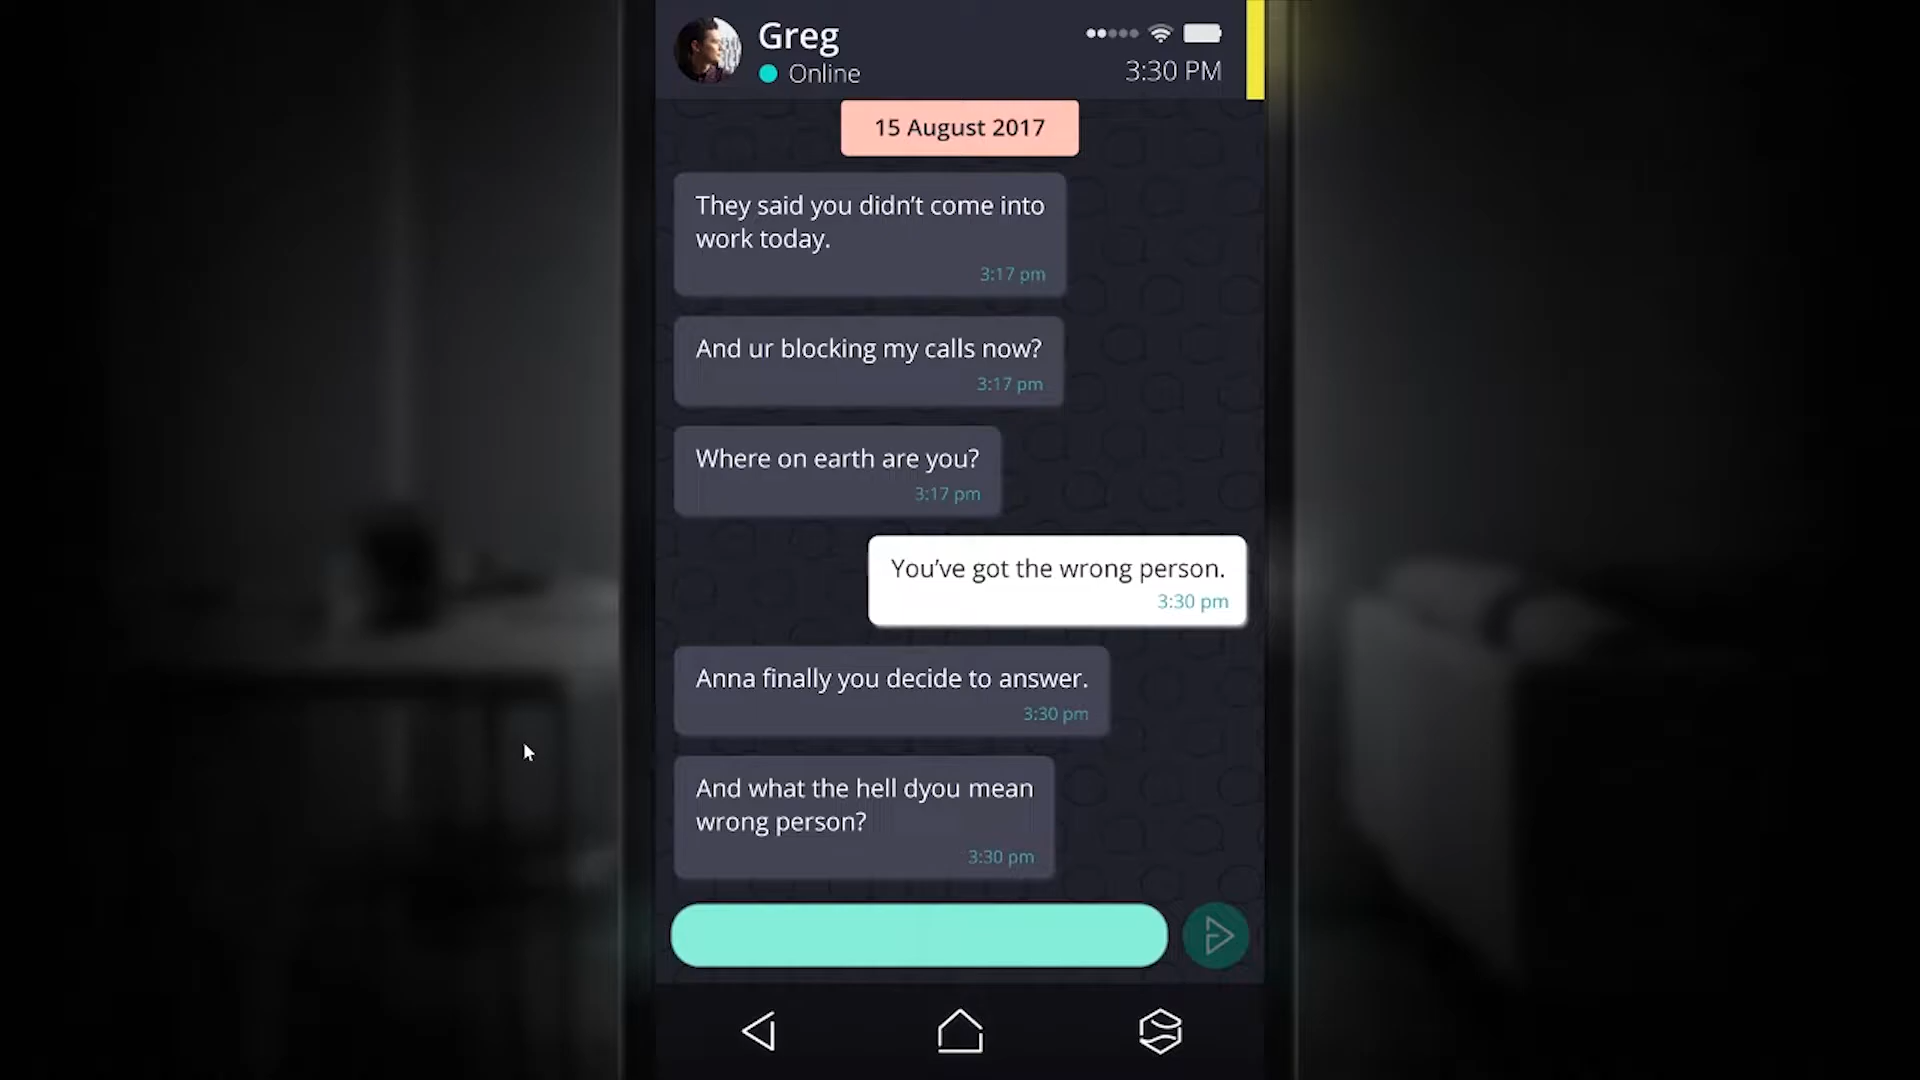 Greg
Online
3:30 PM
15 August 2017
They said you didn’t come into
work today.
3:17 pm
And ur blocking my calls now?
3:17 pm
Where on earth are you?
3:17 pm
You’ve got the wrong person.
3:30 pm
Anna finally you decide to answer.
3:30 pm
And what the hell dyou mean
wrong person?
3:30 pm